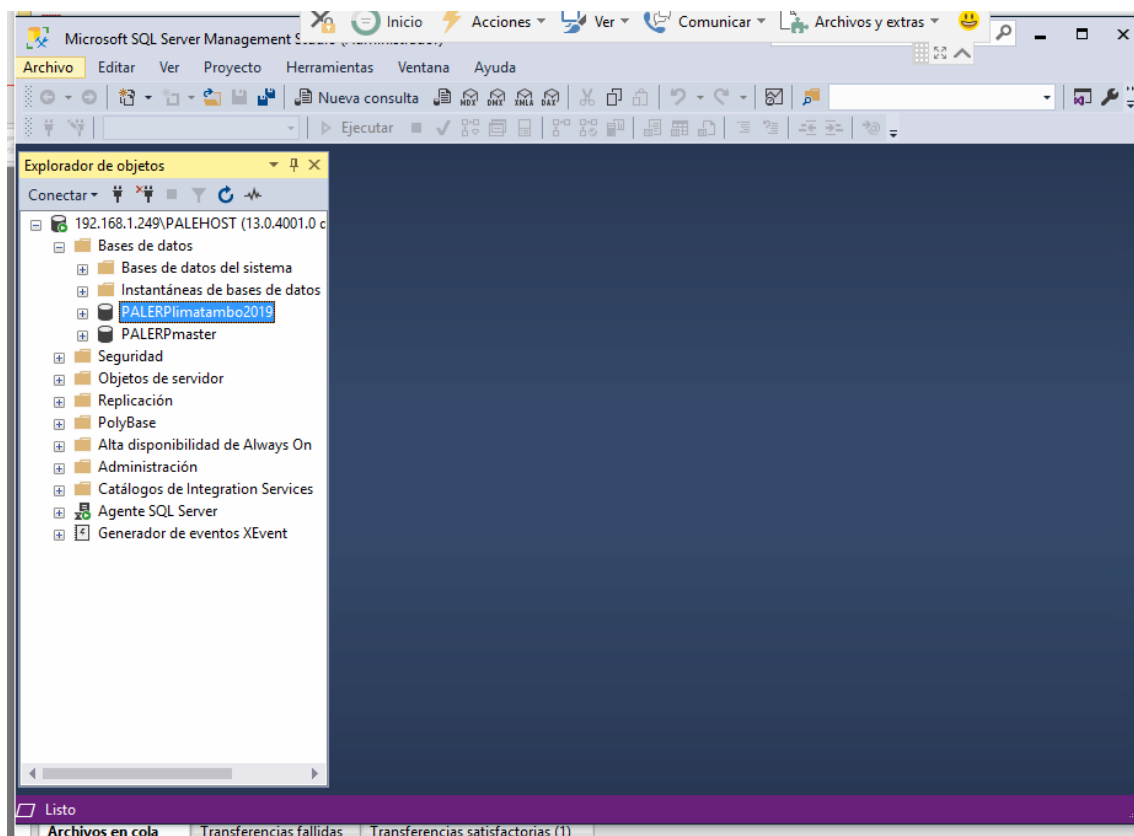 Inicio Acciones Ver Comunicar Archivos y extras
Microsoft SQL Server Management S
Archivo Editar Ver Proyecto Herramientas Ventana Ayuda
Nueva consulta MDX DMX XMLA DAX
Ejecutar
Explorador de objetos
Conectar
192.168.1.249\PALEHOST (13.0.4001.0 c
Bases de datos
Bases de datos del sistema
Instantáneas de bases de datos
PALERPlimatambo2019
PALERPmaster
Seguridad
Objetos de servidor
Replicación
PolyBase
Alta disponibilidad de Always On
Administración
Catálogos de Integration Services
Agente SQL Server
Generador de eventos XEvent
Listo
Archivos en cola Transferencias fallidas Transferencias satisfactorias (1)